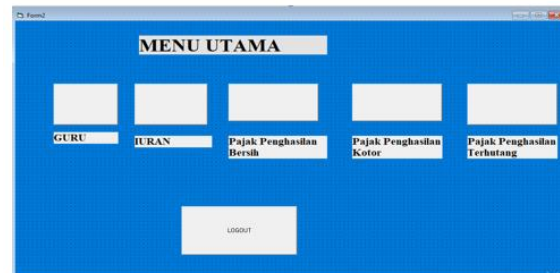 Form2
MENU UTAMA
GURU
IURAN
Pajak Penghasilan
Bersih
Pajak Penghasilan
Kotor
Pajak Penghasilan
Terhutang
LOGOUT